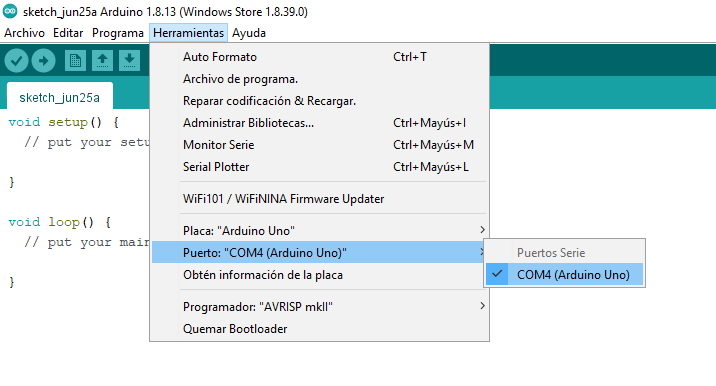 sketch_jun25a Arduino 1.8.13 (Windows Store 1.8.39.0)
Archivo Editar Programa Herramientas Ayuda
sketch_jun25a
Auto Formato Ctrl+T
Archivo de programa.
Reparar codificación & Recargar.
Administrar Bibliotecas... Ctrl+Mayús+I
Monitor Serie Ctrl+Mayús+M
Serial Plotter Ctrl+Mayús+L
WiFi101 / WiFiNINA Firmware Updater
Placa: "Arduino Uno"
Puerto: "COM4 (Arduino Uno)"
Obtén información de la placa
Programador: "AVRISP mkII"
Quemar Bootloader
Puertos Serie
COM4 (Arduino Uno)
void setup() {
// put your setu
}
void loop() {
// put your main
}